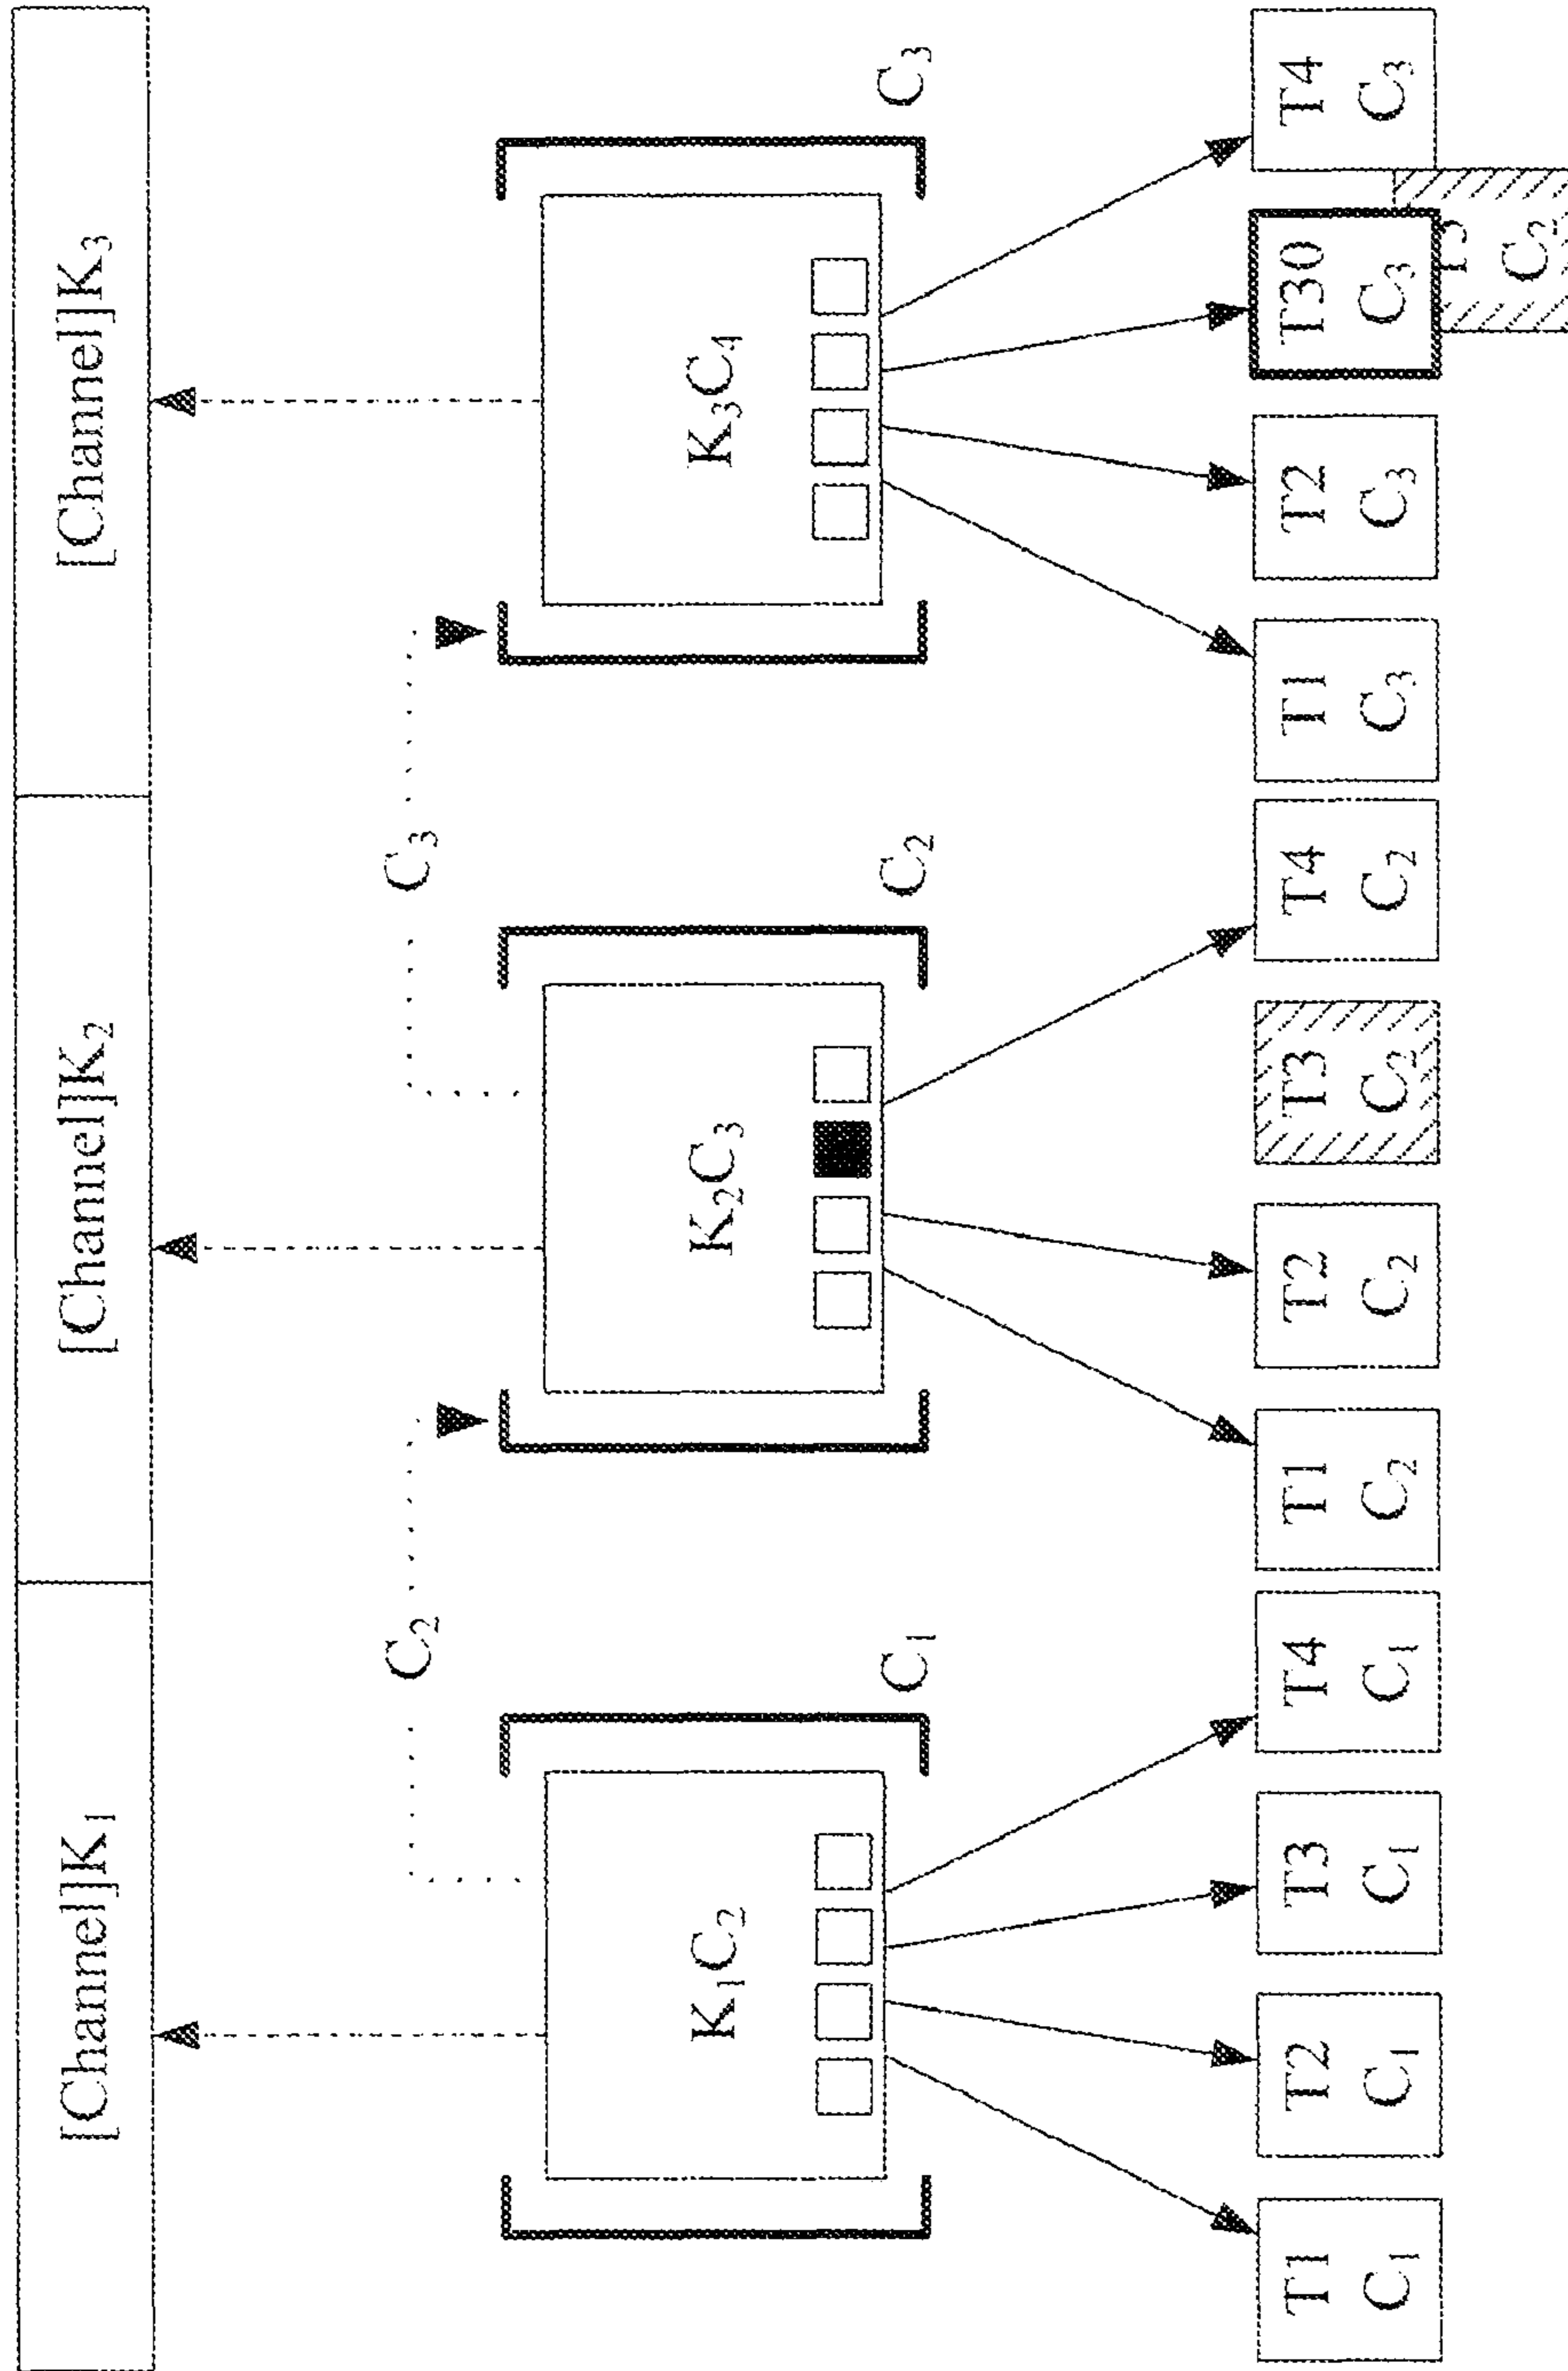 [Channel]K₁ [Channel]K₂ [Channel]K₃
C₂ C₃
K₁C₂ K₂C₃ K₃C₄
C₁ C₂ C₃
T1 T2 T3 T4 T1 T2 T3 T4 T1 T2 T30 T4
C₁ C₁ C₁ C₁ C₂ C₂ C₂ C₂ C₃ C₃ C₃ C₃
C₂